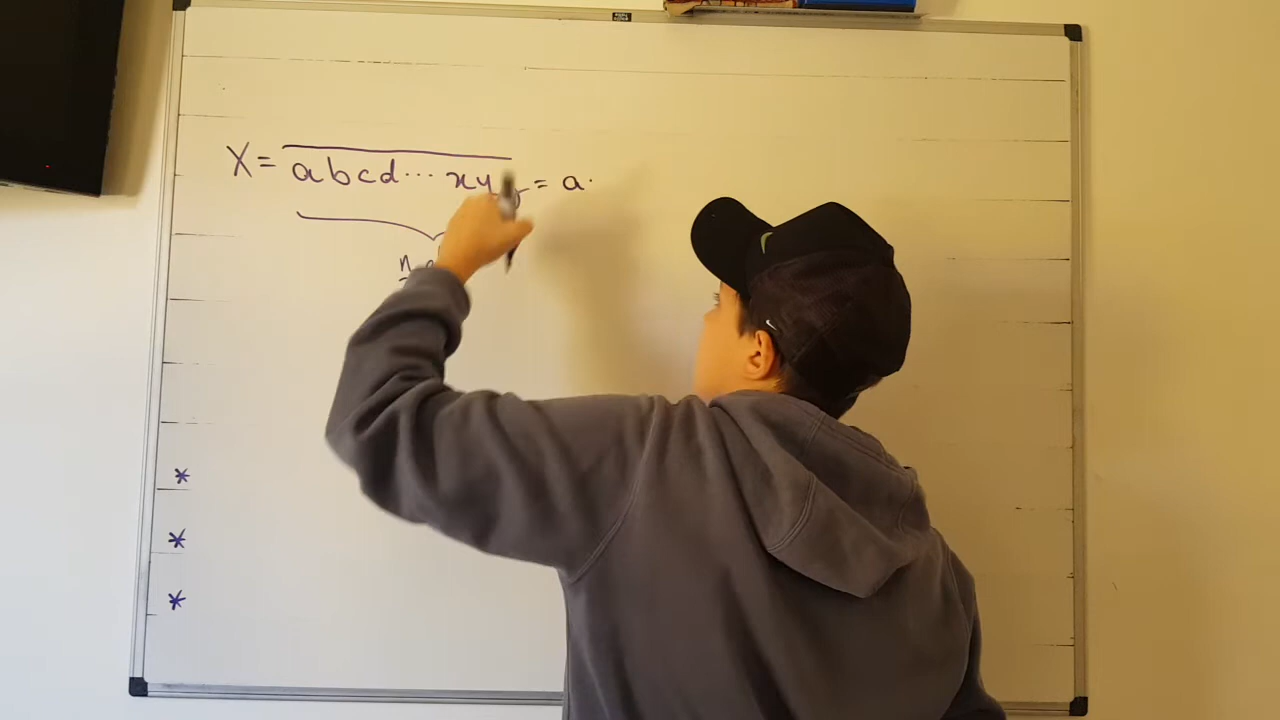 X = abcd... xy = a·
n
*
*
*